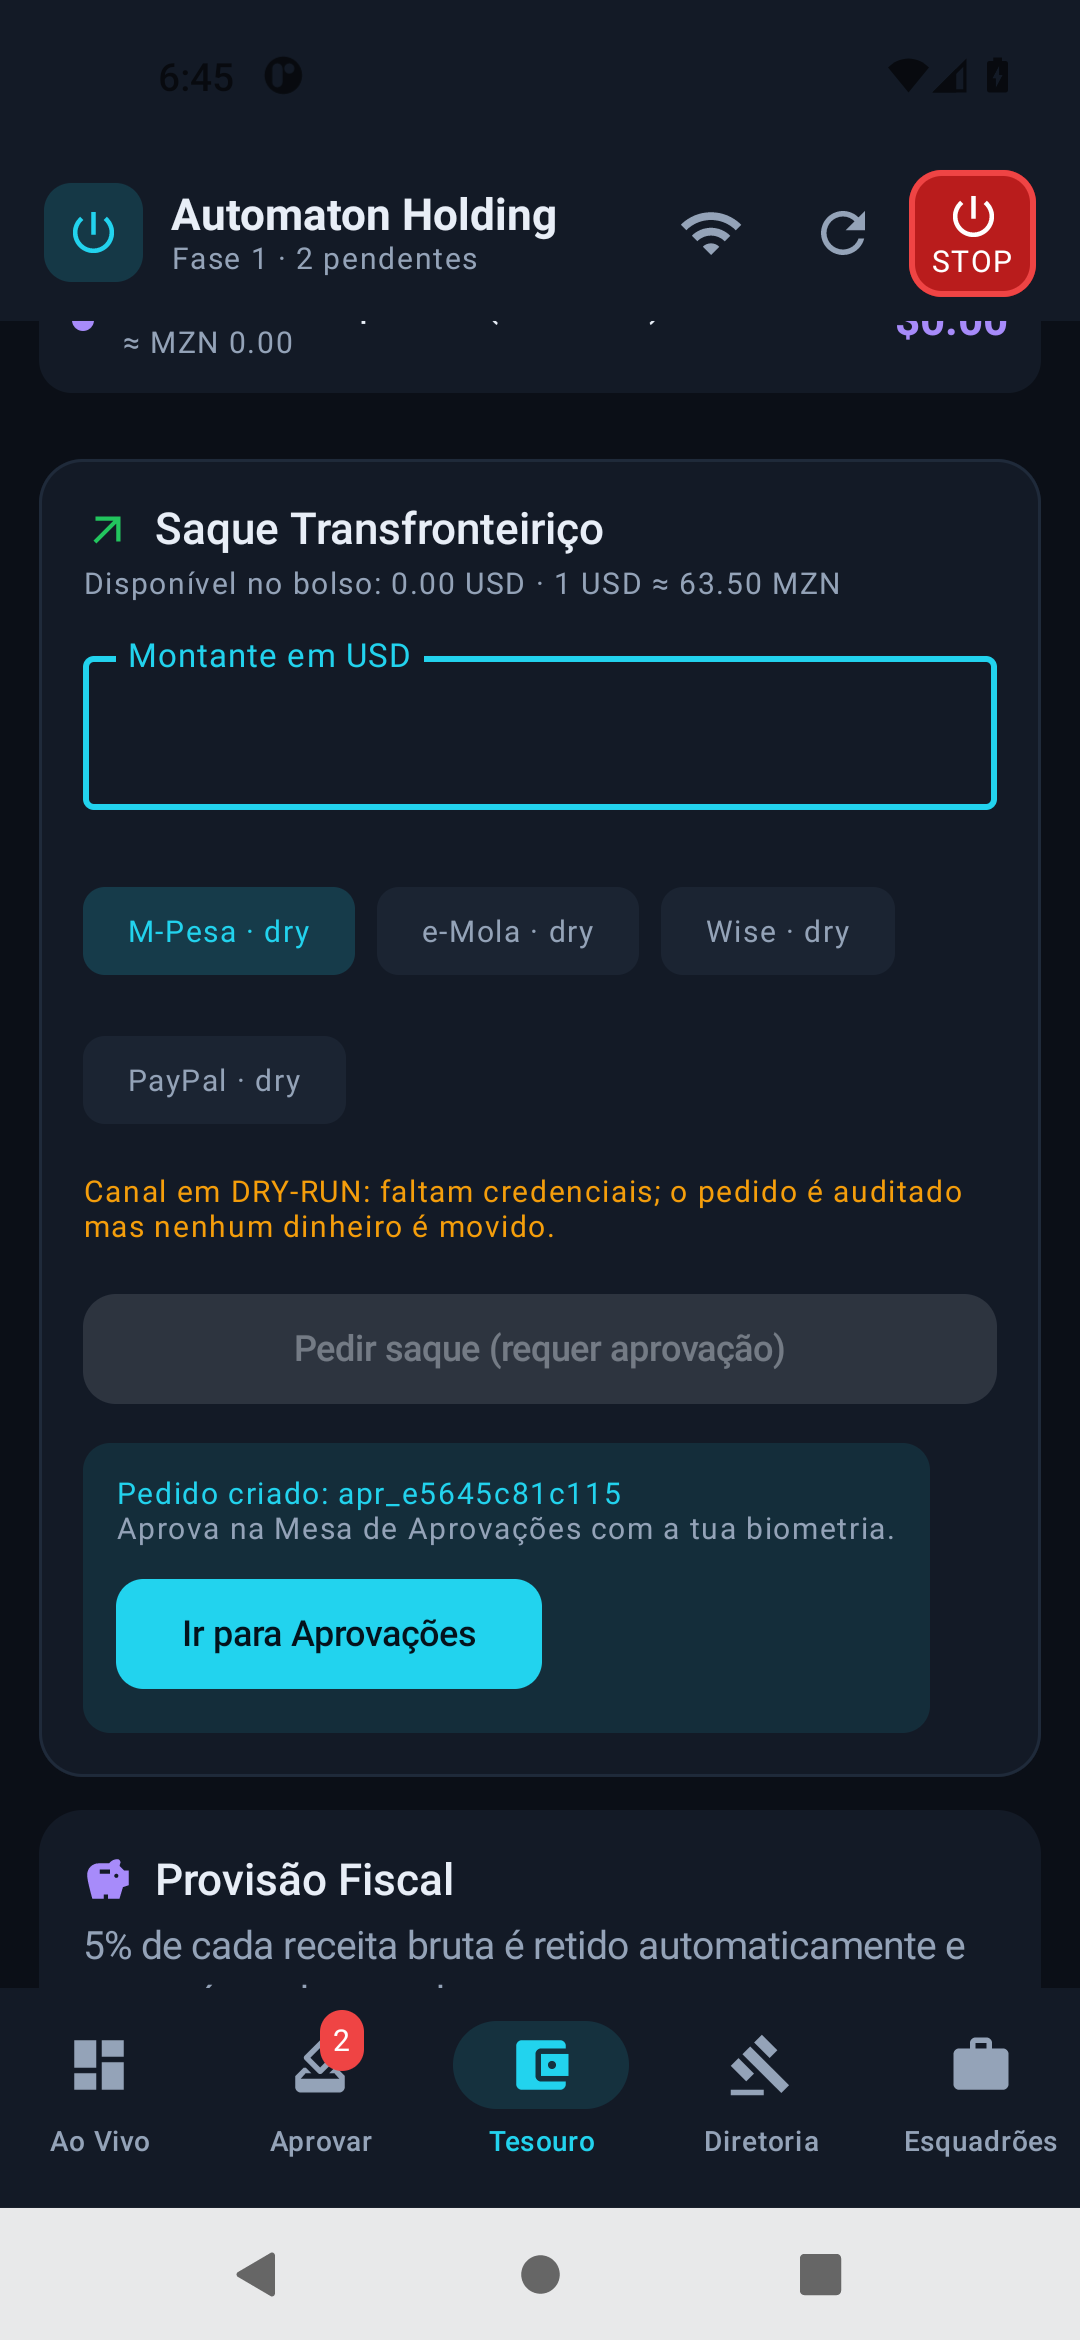 6:45
Automaton Holding
Fase 1 · 2 pendentes
STOP
≈ MZN 0.00
$0.00
Saque Transfronteiriço
Disponível no bolso: 0.00 USD · 1 USD ≈ 63.50 MZN
Montante em USD
M-Pesa · dry
e-Mola · dry
Wise · dry
PayPal · dry
Canal em DRY-RUN: faltam credenciais; o pedido é auditado
mas nenhum dinheiro é movido.
Pedir saque (requer aprovação)
Pedido criado: apr_e5645c81c115
Aprova na Mesa de Aprovações com a tua biometria.
Ir para Aprovações
Provisão Fiscal
5% de cada receita bruta é retido automaticamente e
2
Ao Vivo
Aprovar
Tesouro
Diretoria
Esquadrões